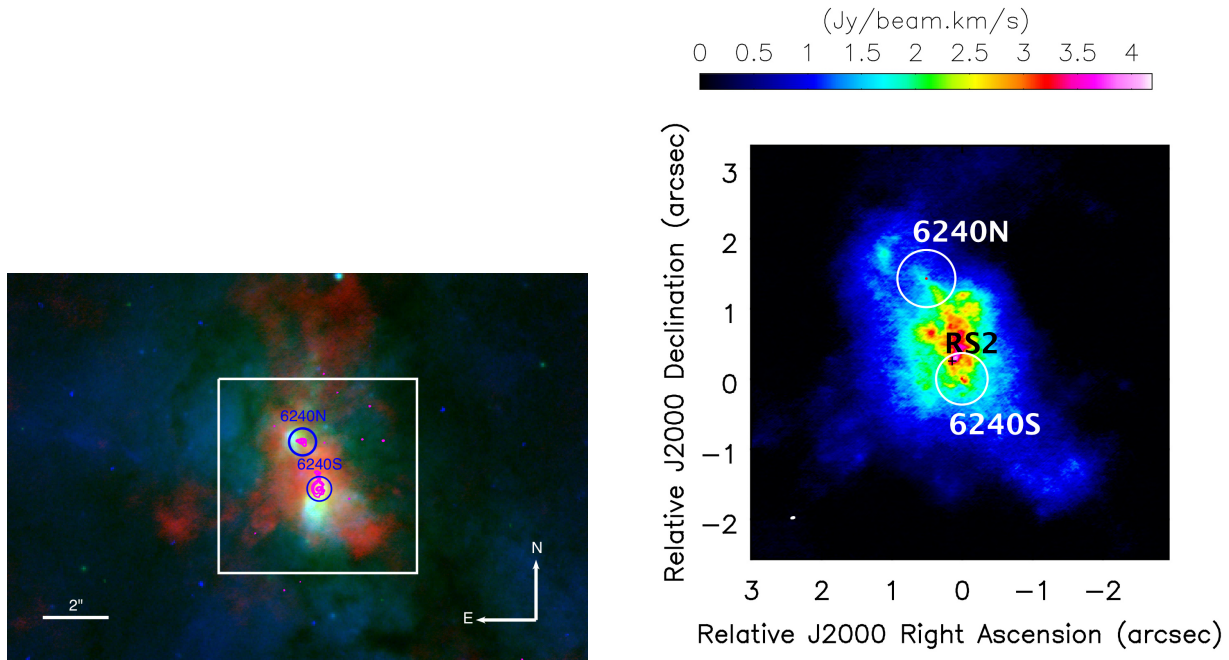 6240N
6240S
2"
N
E
(Jy/beam.km/s)
0 0.5 1 1.5 2 2.5 3 3.5 4
Relative J2000 Declination (arcsec)
3
2
1
0
−1
−2
6240N
RS2
6240S
3 2 1 0 −1 −2
Relative J2000 Right Ascension (arcsec)